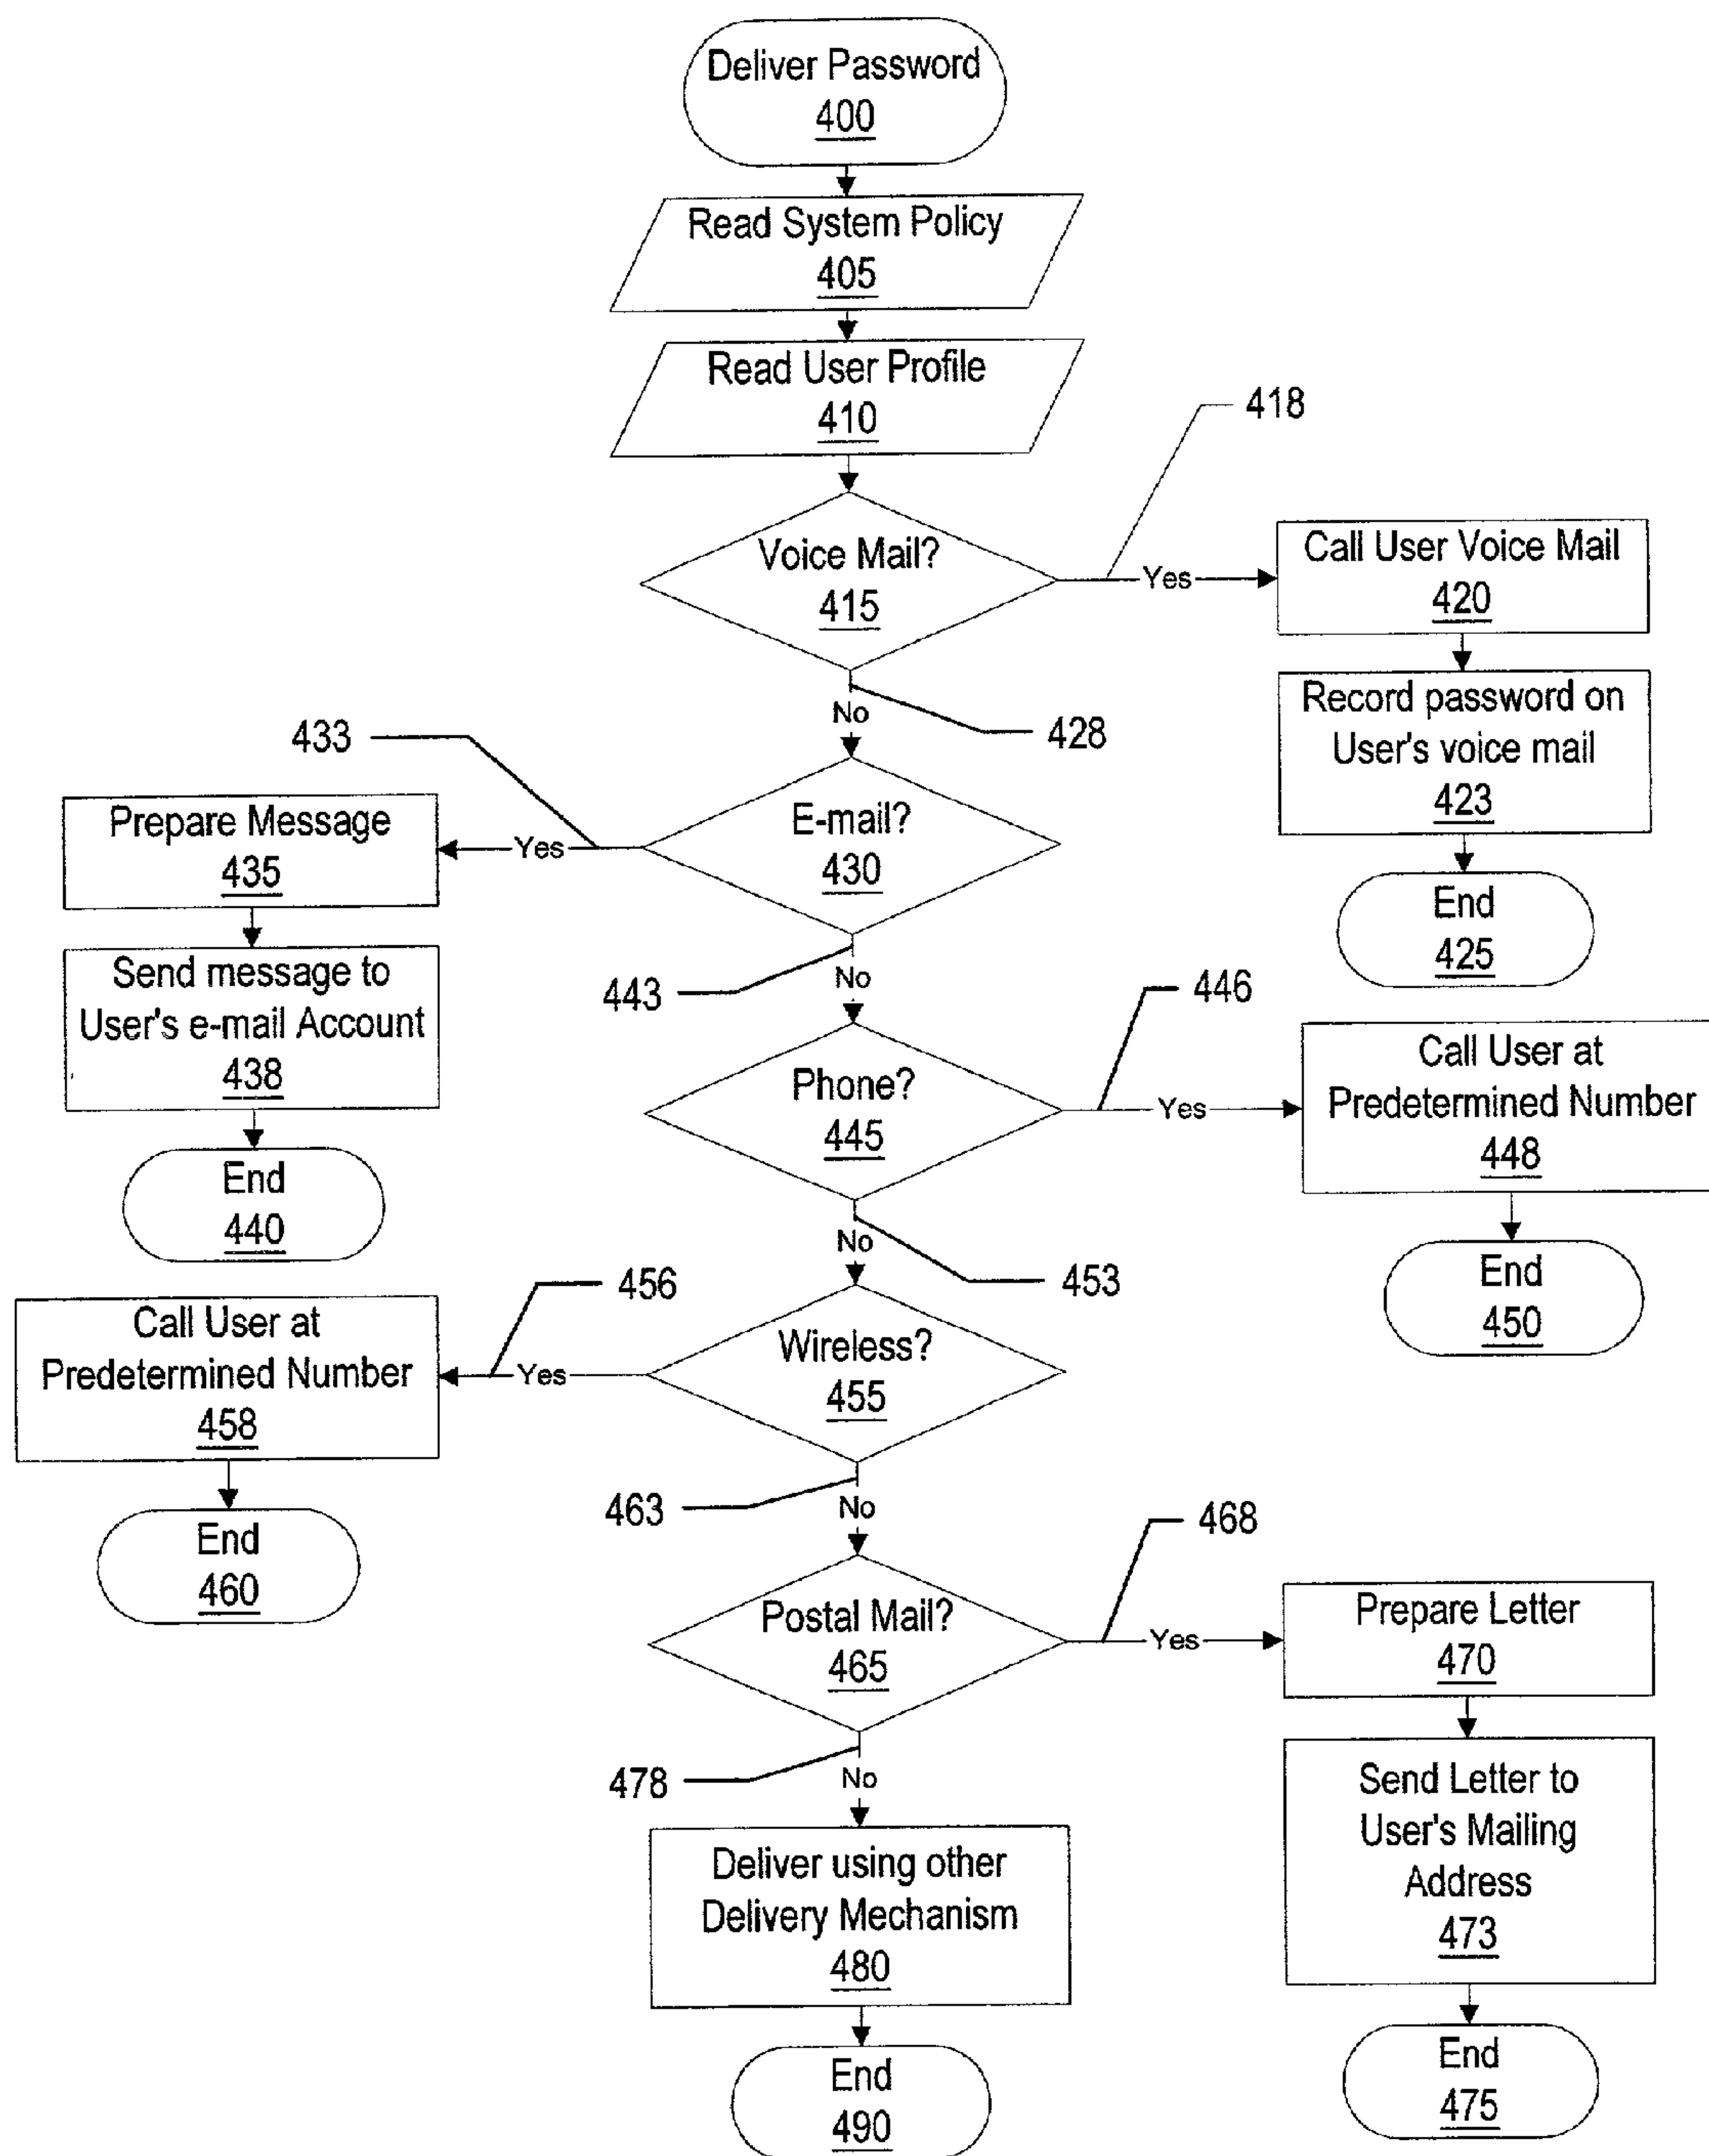 Deliver Password
400
Read System Policy
405
Read User Profile
410
418
Voice Mail?
415
Yes
Call User Voice Mail
420
No
428
Record password on
User's voice mail
423
End
425
433
E-mail?
430
Yes
Prepare Message
435
Send message to
User's e-mail Account
438
End
440
443
No
446
Phone?
445
Yes
Call User at
Predetermined Number
448
End
450
No
453
456
Wireless?
455
Yes
Call User at
Predetermined Number
458
End
460
463
No
468
Postal Mail?
465
Yes
Prepare Letter
470
Send Letter to
User's Mailing
Address
473
End
475
478
No
Deliver using other
Delivery Mechanism
480
End
490